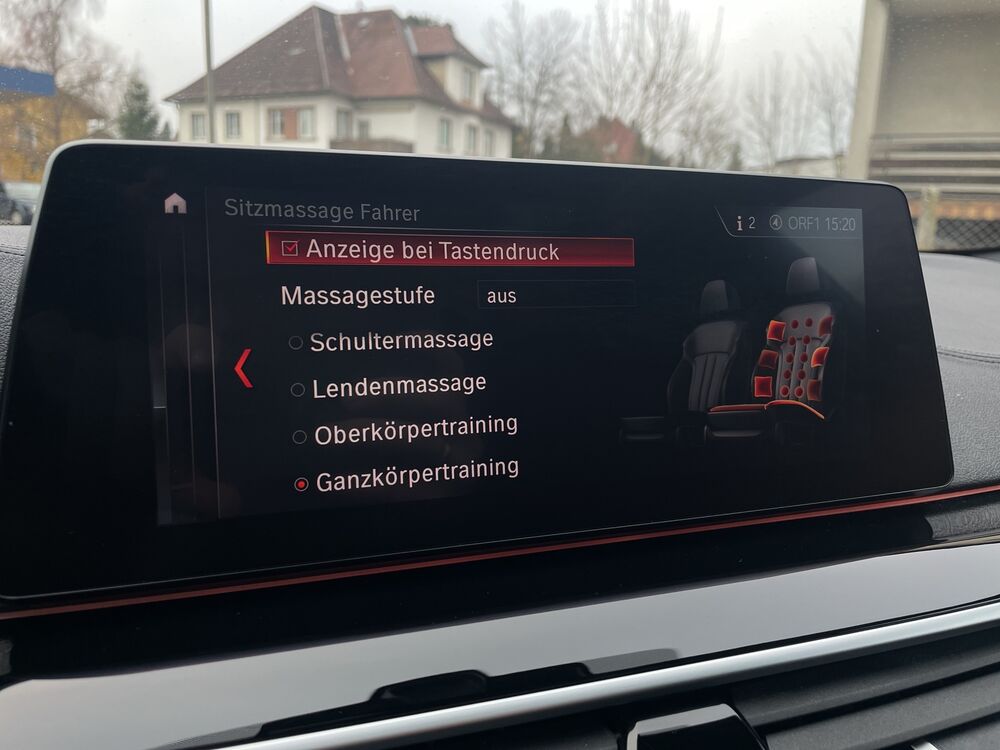 Sitzmassage Fahrer
i 2 ORF1 15:20
Anzeige bei Tastendruck
Massagestufe aus
Schultermassage
Lendenmassage
Oberkörpertraining
Ganzkörpertraining